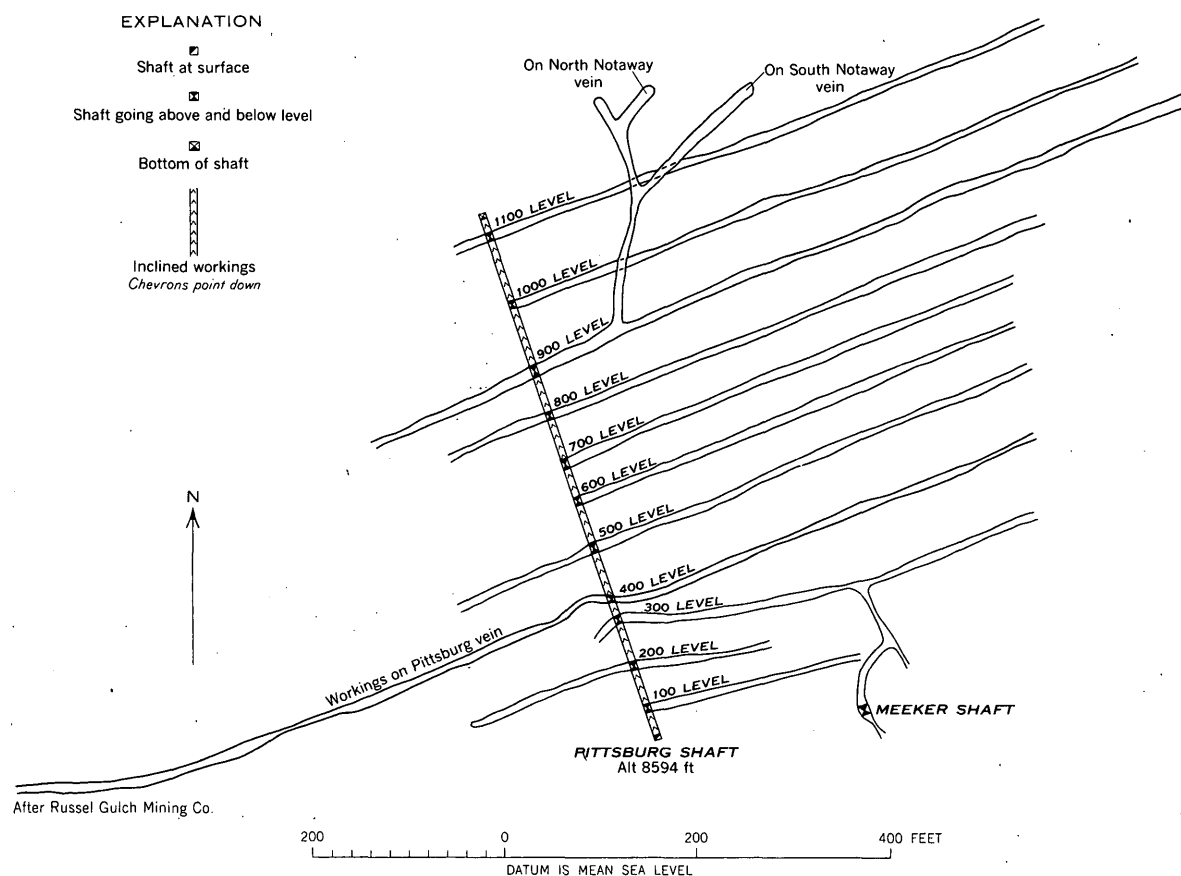 EXPLANATION
Shaft at surface
Shaft going above and below level
Bottom of shaft
Inclined workings
Chevrons point down
On North Notaway
vein
On South Notaway
vein
1100 LEVEL
1000 LEVEL
900 LEVEL
800 LEVEL
700 LEVEL
600 LEVEL
500 LEVEL
400 LEVEL
300 LEVEL
200 LEVEL
100 LEVEL
N
Workings on Pittsburg vein
MEEKER SHAFT
PITTSBURG SHAFT
Alt 8594 ft
After Russel Gulch Mining Co.
200 0 200 400 FEET
DATUM IS MEAN SEA LEVEL